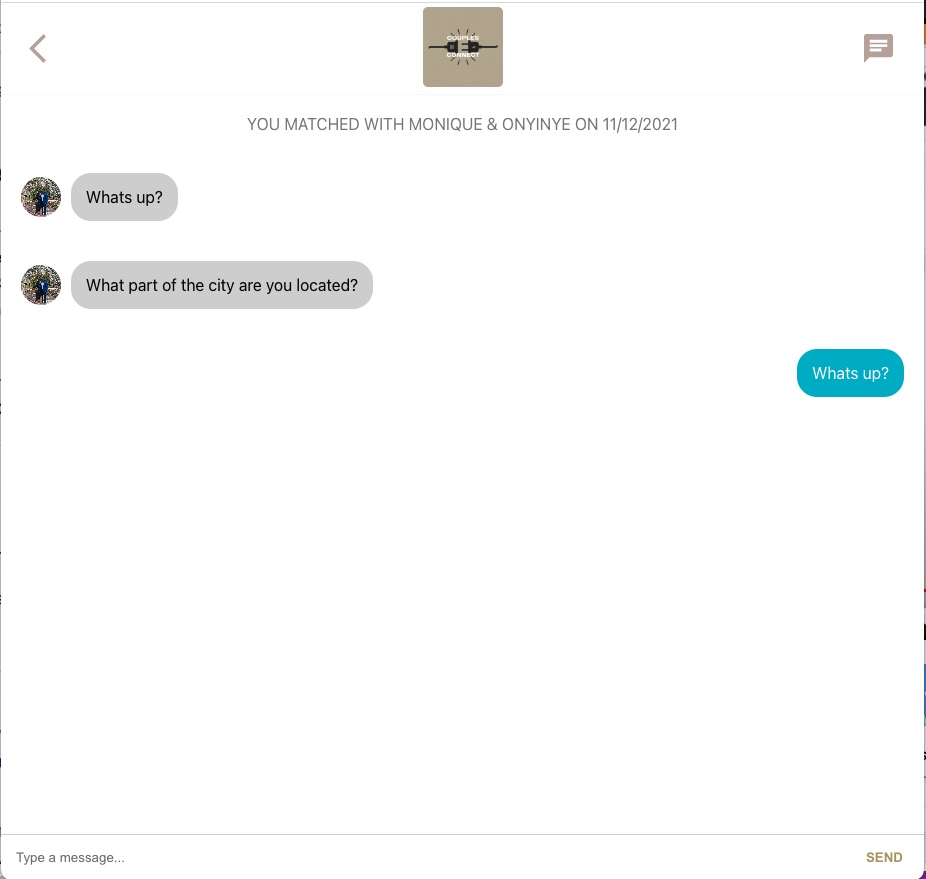 COUPLES
CONNECT
YOU MATCHED WITH MONIQUE & ONYINYE ON 11/12/2021
Whats up?
What part of the city are you located?
Whats up?
Type a message...
SEND